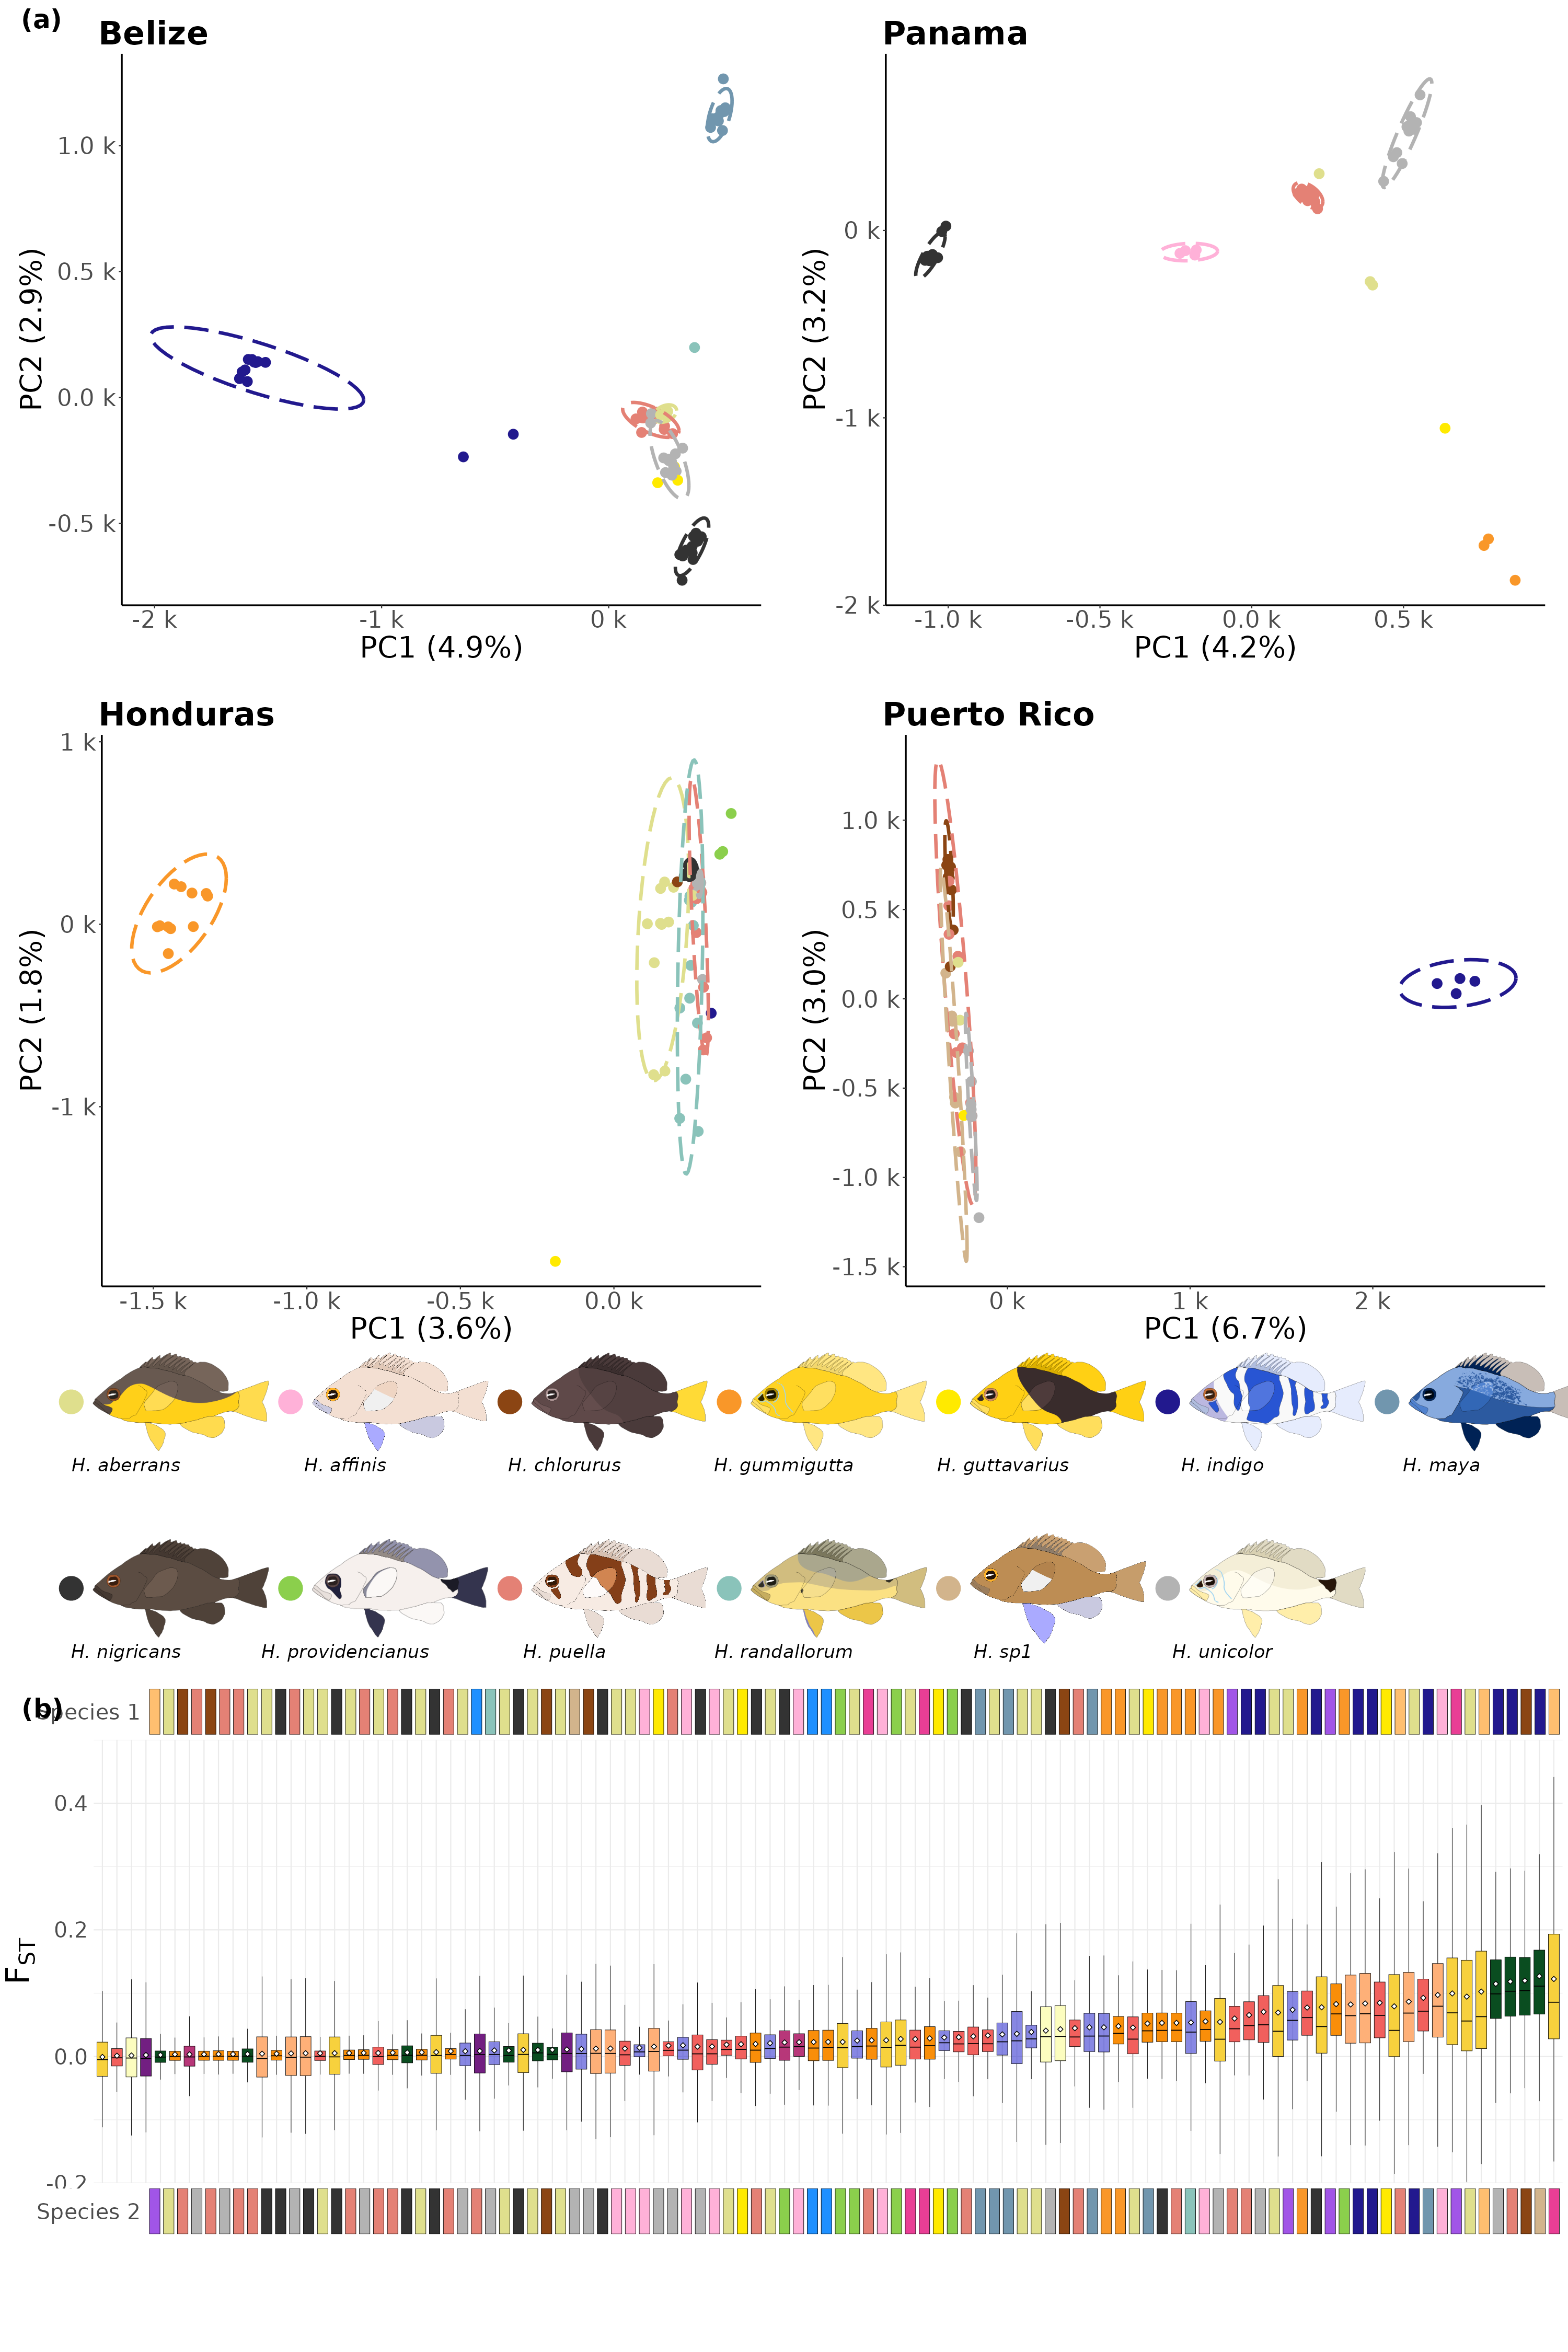 (a)
Belize
Panama
PC2 (2.9%)
1.0 k
0.5 k
0.0 k
-0.5 k
-2 k
-1 k
0 k
PC1 (4.9%)
PC2 (3.2%)
0 k
-1 k
-2 k
-1.0 k
-0.5 k
0.0 k
0.5 k
PC1 (4.2%)
Honduras
Puerto Rico
PC2 (1.8%)
1 k
0 k
-1 k
-1.5 k
-1.0 k
-0.5 k
0.0 k
PC1 (3.6%)
PC2 (3.0%)
1.0 k
0.5 k
0.0 k
-0.5 k
-1.0 k
-1.5 k
0 k
1 k
2 k
PC1 (6.7%)
H. aberrans
H. affinis
H. chlorurus
H. gummigutta
H. guttavarius
H. indigo
H. maya
H. nigricans
H. providencianus
H. puella
H. randallorum
H. sp1
H. unicolor
(b)
Species 1
FST
0.4
0.2
0.0
-0.2
Species 2